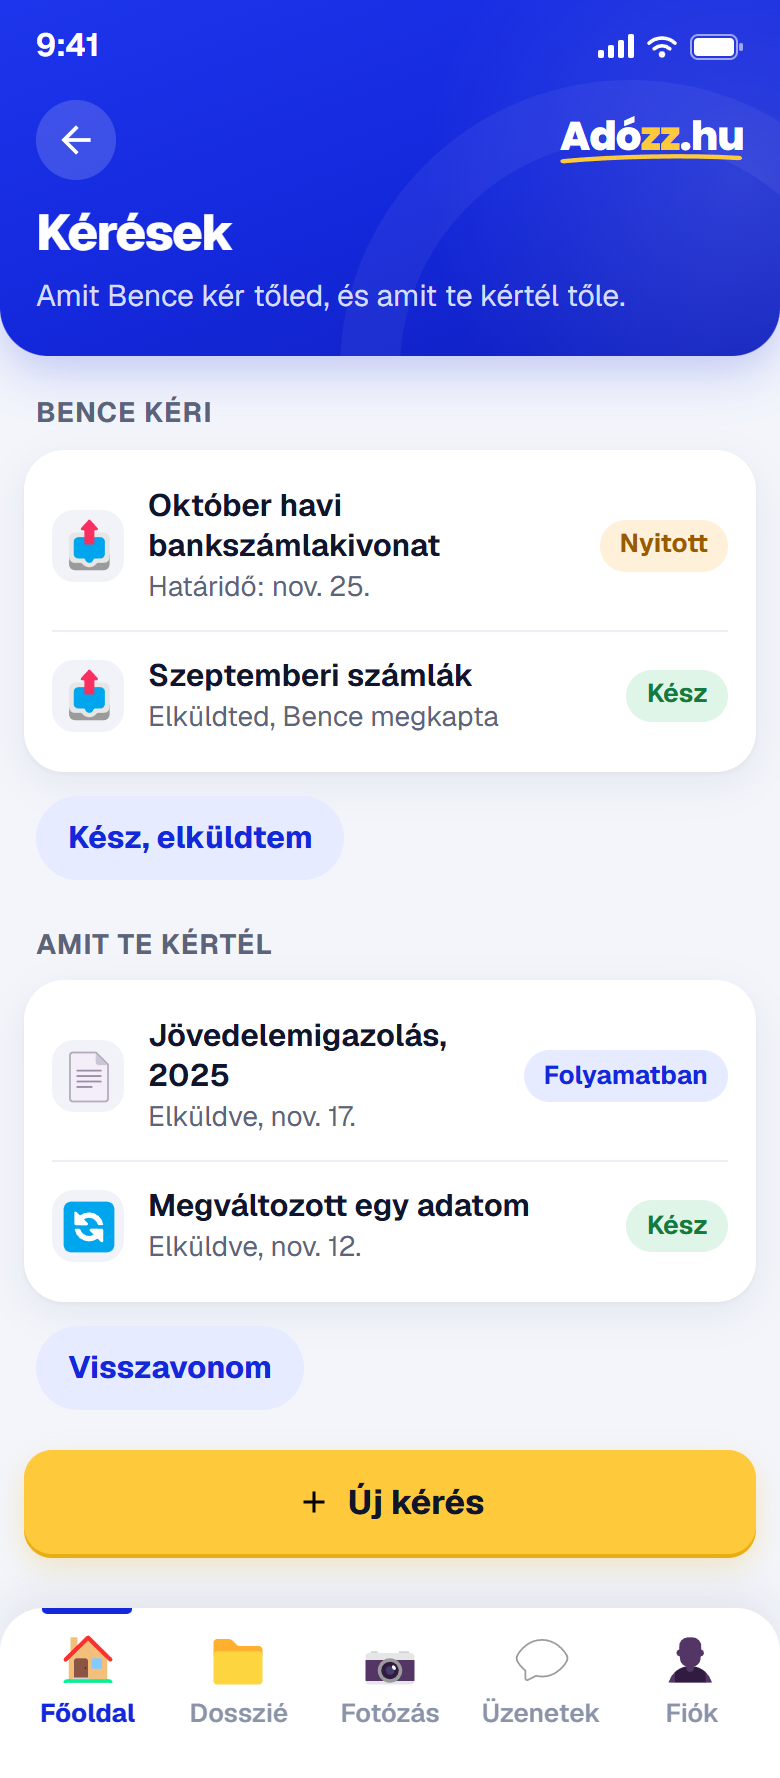 9:41
Adózz.hu
Kérések
Amit Bence kér tőled, és amit te kértél tőle.
BENCE KÉRI
Október havi
bankszámlakivonat
Határidő: nov. 25.
Nyitott
Szeptemberi számlák
Elküldted, Bence megkapta
Kész
Kész, elküldtem
AMIT TE KÉRTÉL
Jövedelemigazolás,
2025
Elküldve, nov. 17.
Folyamatban
Megváltozott egy adatom
Elküldve, nov. 12.
Kész
Visszavonom
+ Új kérés
Főoldal
Dosszié
Fotózás
Üzenetek
Fiók